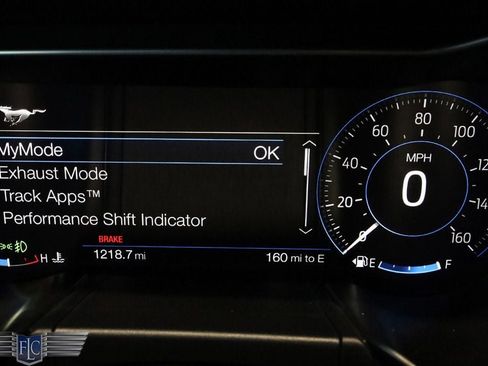 MyMode OK
Exhaust Mode
Track Apps™
Performance Shift Indicator
BRAKE
1218.7 mi 160 mi to E
H
20
40
60
80
100
160
MPH
0
E F
FLC